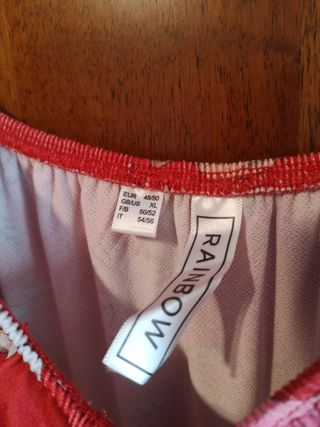 EUR 48/50
GB/US XL
F/B 50/52
IT 54/56
RAINBOW